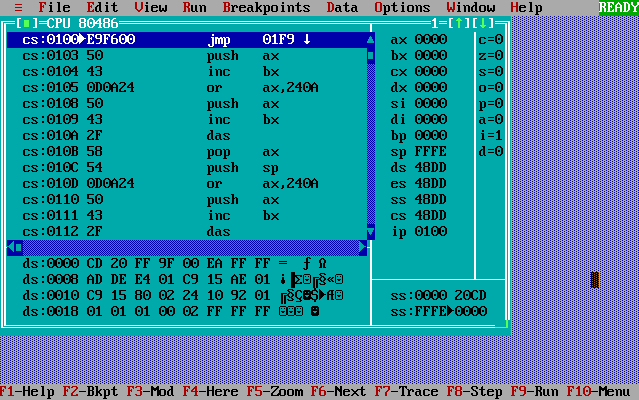 ≡ File Edit View Run Breakpoints Data Options Window Help READY
[■]=CPU 80486 1=[↑][↓]
cs:0100►E9F600 jmp 01F9 ↓ ax 0000 c=0
cs:0103 50 push ax bx 0000 z=0
cs:0104 43 inc bx cx 0000 s=0
cs:0105 0D0A24 or ax,240A dx 0000 o=0
cs:0108 50 push ax si 0000 p=0
cs:0109 43 inc bx di 0000 a=0
cs:010A 2F das bp 0000 i=1
cs:010B 58 pop ax sp FFFE d=0
cs:010C 54 push sp ds 48DD
cs:010D 0D0A24 or ax,240A es 48DD
cs:0110 50 push ax ss 48DD
cs:0111 43 inc bx cs 48DD
cs:0112 2F das ip 0100
ds:0000 CD 20 FF 9F 00 EA FF FF = ƒ Ω
ds:0008 AD DE E4 01 C9 15 AE 01 ¡▐Σ☺╔§«☺
ds:0010 C9 15 80 02 24 10 92 01 ╔§Ç☻$►Æ☺ ss:0000 20CD
ds:0018 01 01 01 00 02 FF FF FF ☺☺☺ ☻ ss:FFFE►0000
F1-Help F2-Bkpt F3-Mod F4-Here F5-Zoom F6-Next F7-Trace F8-Step F9-Run F10-Menu